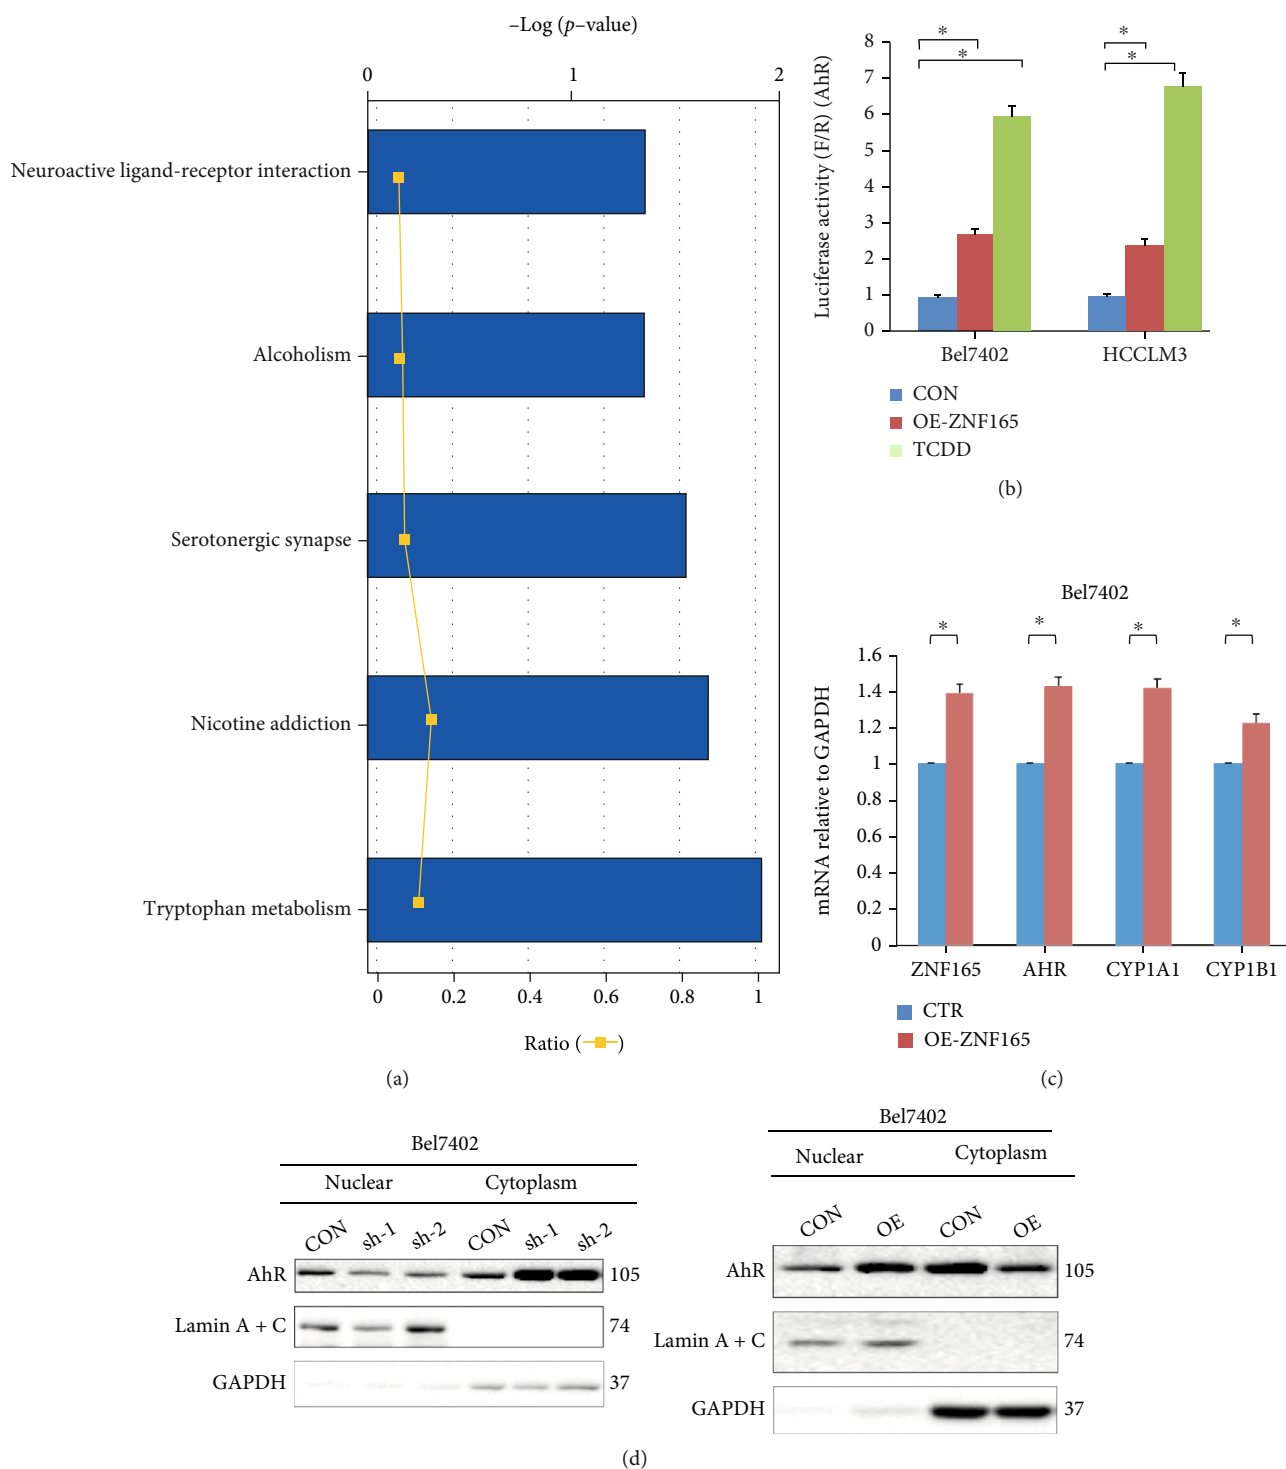 –Log (p–value)
0 1 2
Neuroactive ligand-receptor interaction
Alcoholism
Serotonergic synapse
Nicotine addiction
Tryptophan metabolism
0 0.2 0.4 0.6 0.8 1
Ratio ( )
(a)
Luciferase activity (F/R) (AhR)
8
7
6
5
4
3
2
1
0
* *
* *
Bel7402 HCCLM3
CON
OE-ZNF165
TCDD
(b)
Bel7402
* * * *
mRNA relative to GAPDH
1.6
1.4
1.2
1
0.8
0.6
0.4
0.2
0
ZNF165 AHR CYP1A1 CYP1B1
CTR
OE-ZNF165
(c)
Bel7402
Nuclear Cytoplasm
CON sh-1 sh-2 CON sh-1 sh-2
AhR 105
Lamin A + C 74
GAPDH 37
Bel7402
Nuclear Cytoplasm
CON OE CON OE
AhR 105
Lamin A + C 74
GAPDH 37
(d)